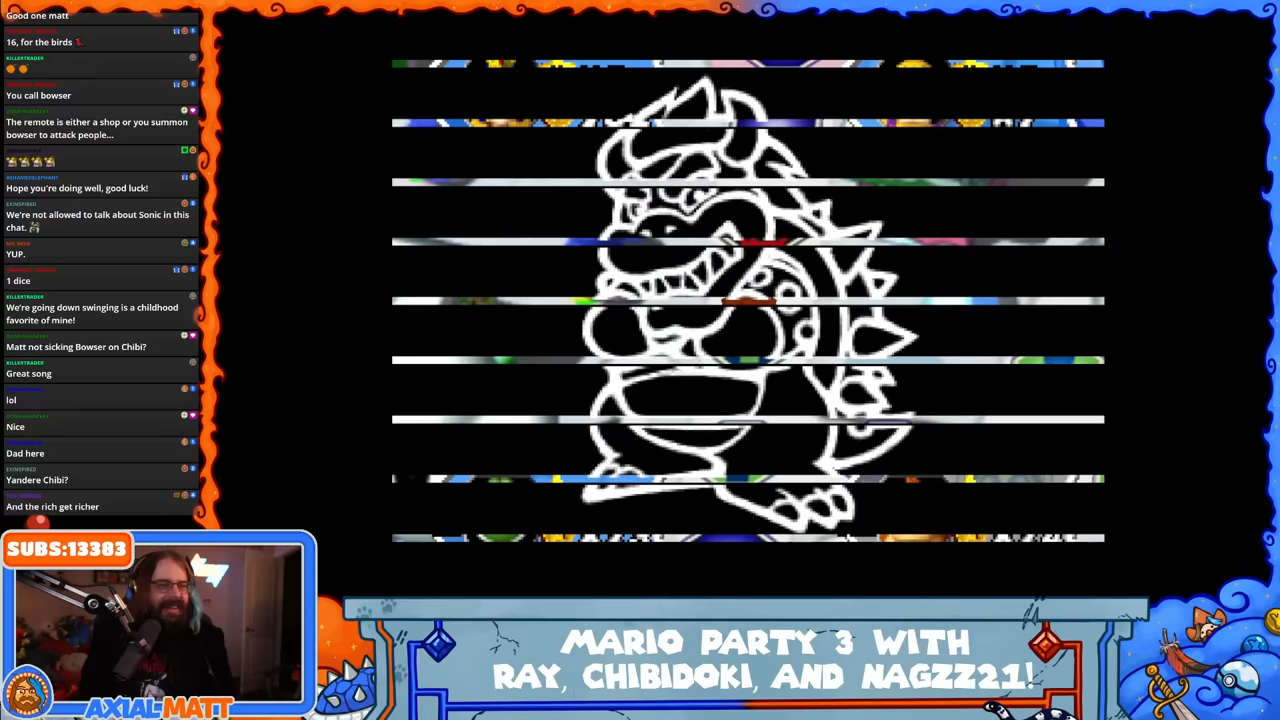 Good one matt
16, for the birds
KILLERTRADER
You call bowser
The remote is either a shop or you summon
bowser to attack people...
ASHAMEDELEPHANT
Hope you're doing well, good luck!
EXINSPIRED
We're not allowed to talk about Sonic in this
chat.
YUP.
1 dice
KILLERTRADER
We're going down swinging is a childhood
favorite of mine!
Matt not sicking Bowser on Chibi?
KILLERTRADER
Great song
lol
Nice
Dad here
EXINSPIRED
Yandere Chibi?
And the rich get richer
SUBS:13383
AXIALMATT
MARIO PARTY 3 WITH
RAY, CHIBIDOKI, AND NAGZZ21!